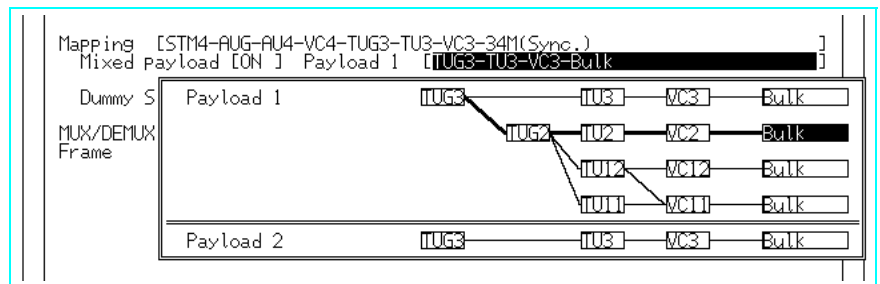 Mapping [STM4-AUG-AU4-VC4-TUG3-TU3-VC3-34M(Sync.) ]
Mixed payload [ON ] Payload 1 [TUG3-TU3-VC3-Bulk ]
Dummy S
Payload 1 TUG3 TU3 VC3 Bulk
MUX/DEMUX
TUG2 TU2 VC2 Bulk
Frame
TU12 VC12 Bulk
TU11 VC11 Bulk
Payload 2 TUG3 TU3 VC3 Bulk